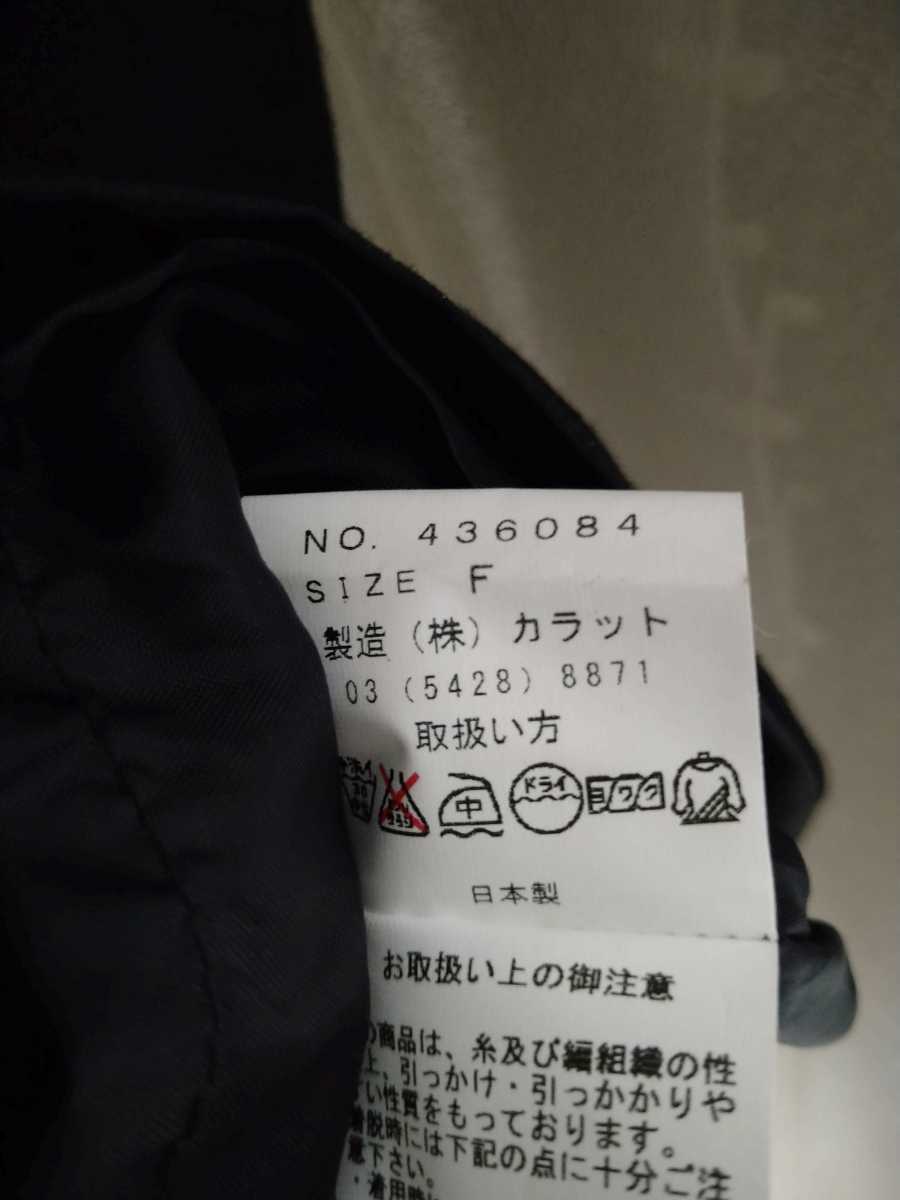 NO. 436084
SIZE F
製造 (株) カラット
03 (5428) 8871
取扱い方
中 ドライ
日本製
お取扱い上の御注意
商品は、糸及び編組織の性
上、引っかけ・引っかかりや
い性質をもっております。
着脱時には下記の点に十分ご注
意下さい。
・着用時